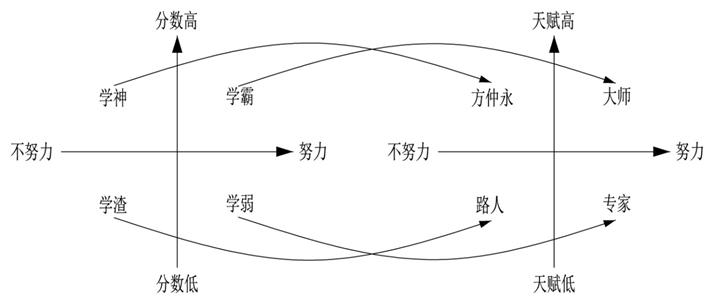 分数高
天赋高
学神
学霸
方仲永
大师
不努力
努力
不努力
努力
学渣
学弱
路人
专家
分数低
天赋低